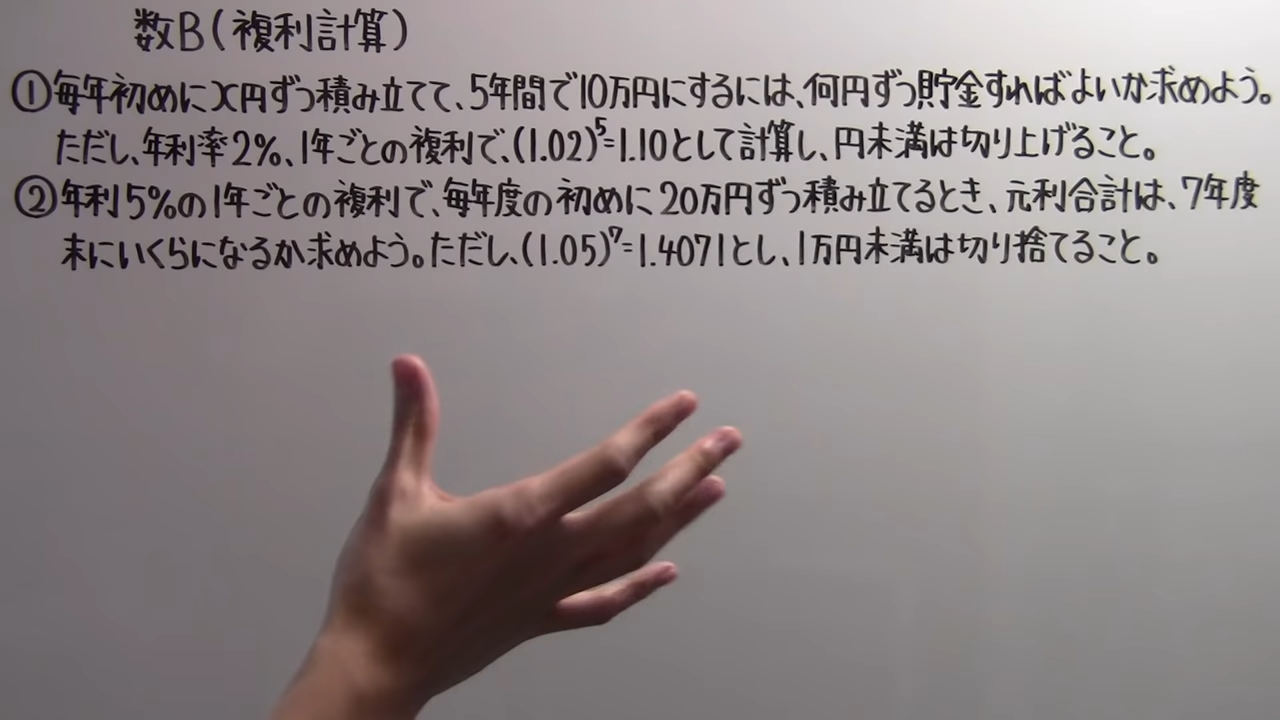 数B(複利計算)
①毎年初めにx円ずつ積み立てて、5年間で10万円にするには、何円ずつ貯金すればよいか求めよう。
ただし、年利率2%、1年ごとの複利で、(1.02)⁵=1.10として計算し、円未満は切り上げること。
②年利5%の1年ごとの複利で、毎年度の初めに20万円ずつ積み立てるとき、元利合計は、7年度
末にいくらになるか求めよう。ただし、(1.05)⁷=1.4071とし、1万円未満は切り捨てること。